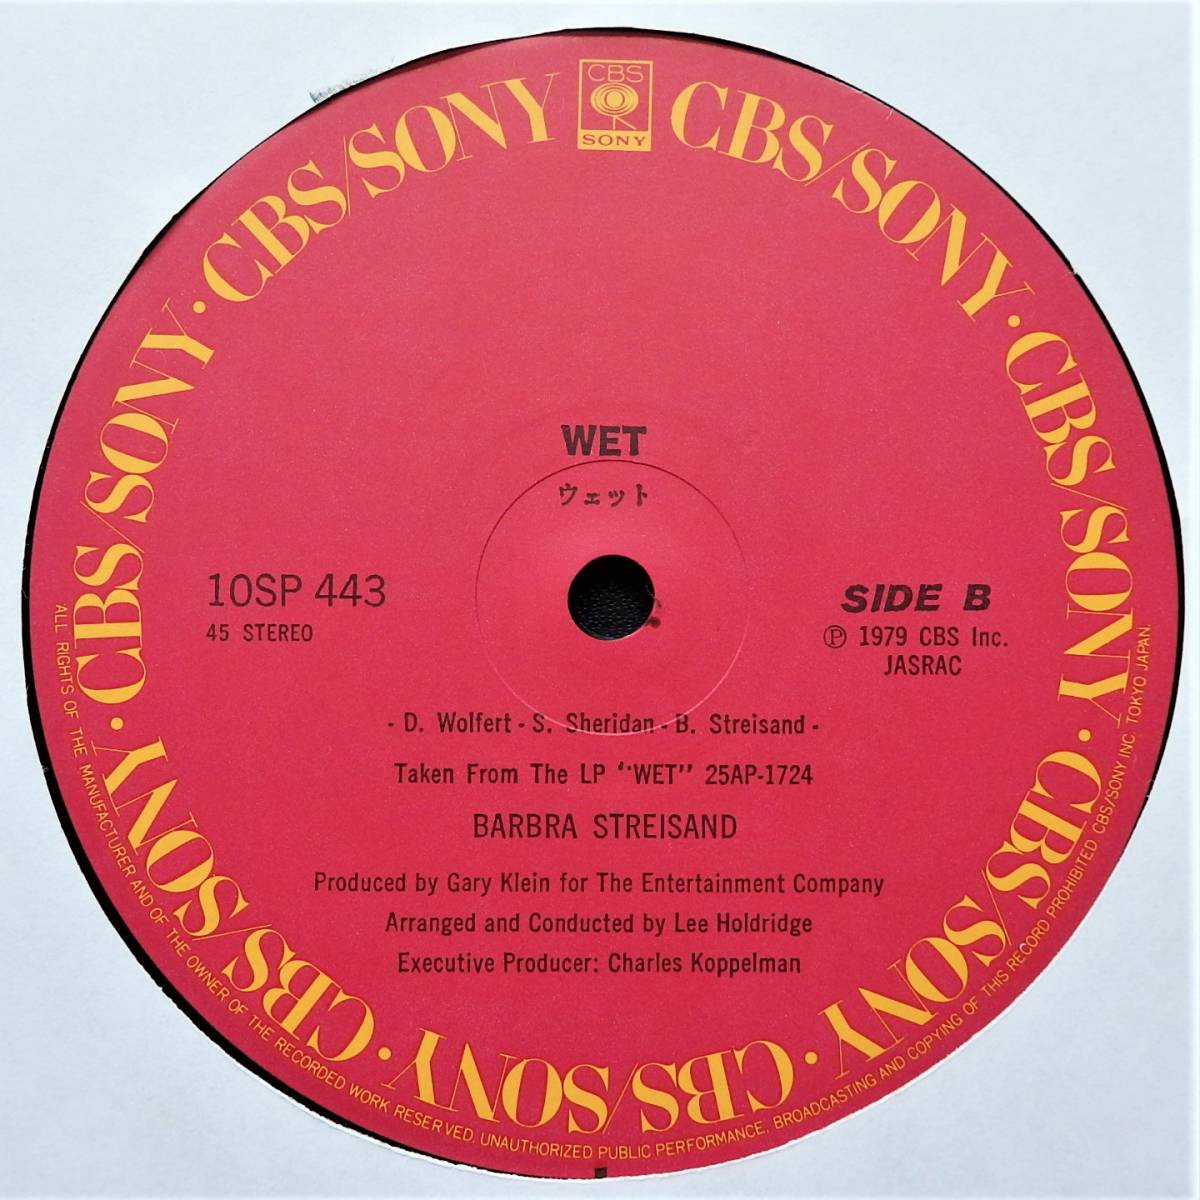 CBS
SONY
CBS/SONY · CBS/SONY · CBS/SONY · CBS/SONY · CBS/SONY · CBS/SONY · CBS/SONY · CBS/SONY · CBS/SONY
WET
ウェット
10SP 443
45 STEREO
SIDE B
Ⓟ 1979 CBS Inc.
JASRAC
- D. Wolfert - S. Sheridan - B. Streisand -
Taken From The LP "WET" 25AP-1724
BARBRA STREISAND
Produced by Gary Klein for The Entertainment Company
Arranged and Conducted by Lee Holdridge
Executive Producer: Charles Koppelman
ALL RIGHTS OF THE MANUFACTURER AND OF THE OWNER OF THE RECORDED WORK RESERVED. UNAUTHORIZED PUBLIC PERFORMANCE, BROADCASTING AND COPYING OF THIS RECORD PROHIBITED CBS/SONY INC. TOKYO JAPAN.